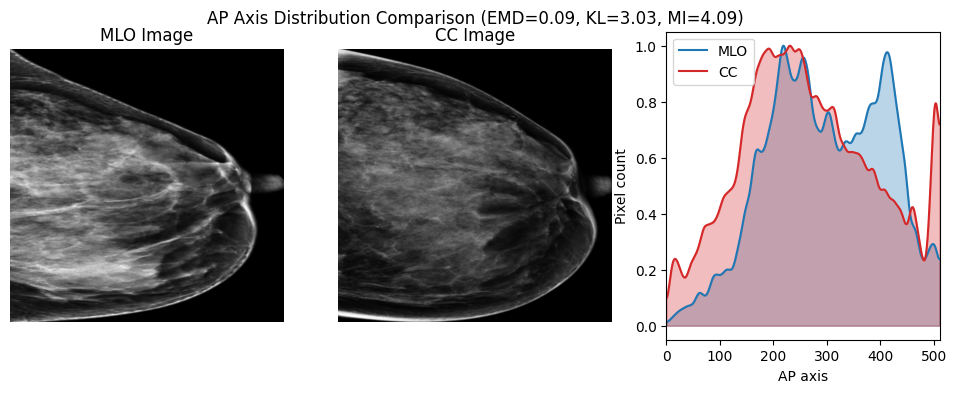 AP Axis Distribution Comparison (EMD=0.09, KL=3.03, MI=4.09)
MLO Image
CC Image
MLO
CC
Pixel count
1.0
0.8
0.6
0.4
0.2
0.0
0 100 200 300 400 500
AP axis